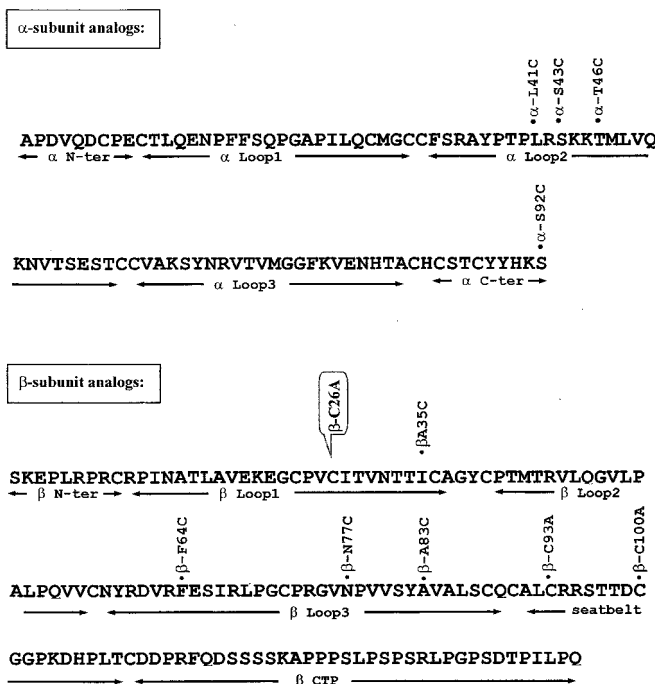 α-subunit analogs:
•α-L41C
•α-S43C
•α-T46C
APDVQDCPECTLQENPFFSQPGAPILQCMGCCFSRAYPTPLRSKKTMLVQ
α N-ter α Loop1 α Loop2
•α-S92C
KNVTSESTCCVAKSYNRVTVMGGFKVENHTACHCSTCYYHKS
α Loop3 α C-ter
β-subunit analogs:
β-C26A
•βA35C
SKEPLRPRCRPINATLAVEKEGCPVCITVNTTICAGYCPTMTRVLQGVLP
β N-ter β Loop1 β Loop2
•β-F64C
•β-N77C
•β-A83C
•β-C93A
•β-C100A
ALPQVVCNYRDVRFESIRLPGCPRGVNPVVSYAVALSCQCALCRRSTTDC
β Loop3 seatbelt
GGPKDHPLTCDDPRFQDSSSSKAPPPSLPSPSRLPGPSDTPILPQ
β CTP